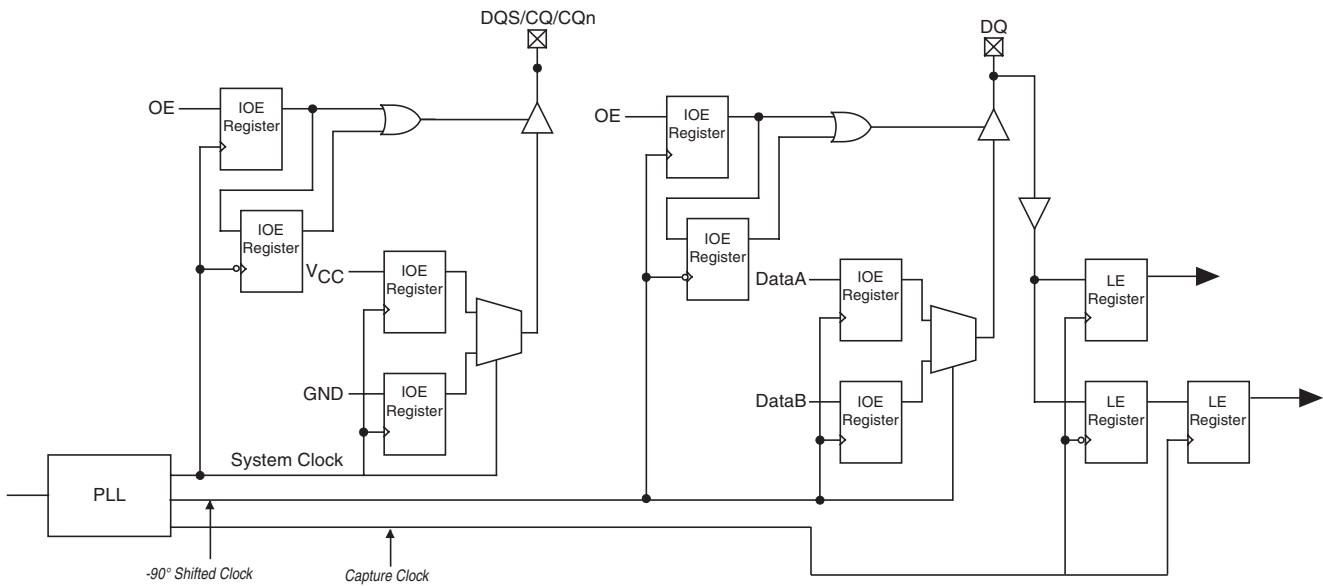 DQS/CQ/CQn
DQ
OE
IOE
Register
OE
IOE
Register
IOE
Register
IOE
Register
VCC
IOE
Register
DataA
IOE
Register
LE
Register
GND
IOE
Register
DataB
IOE
Register
LE
Register
LE
Register
System Clock
PLL
-90° Shifted Clock
Capture Clock